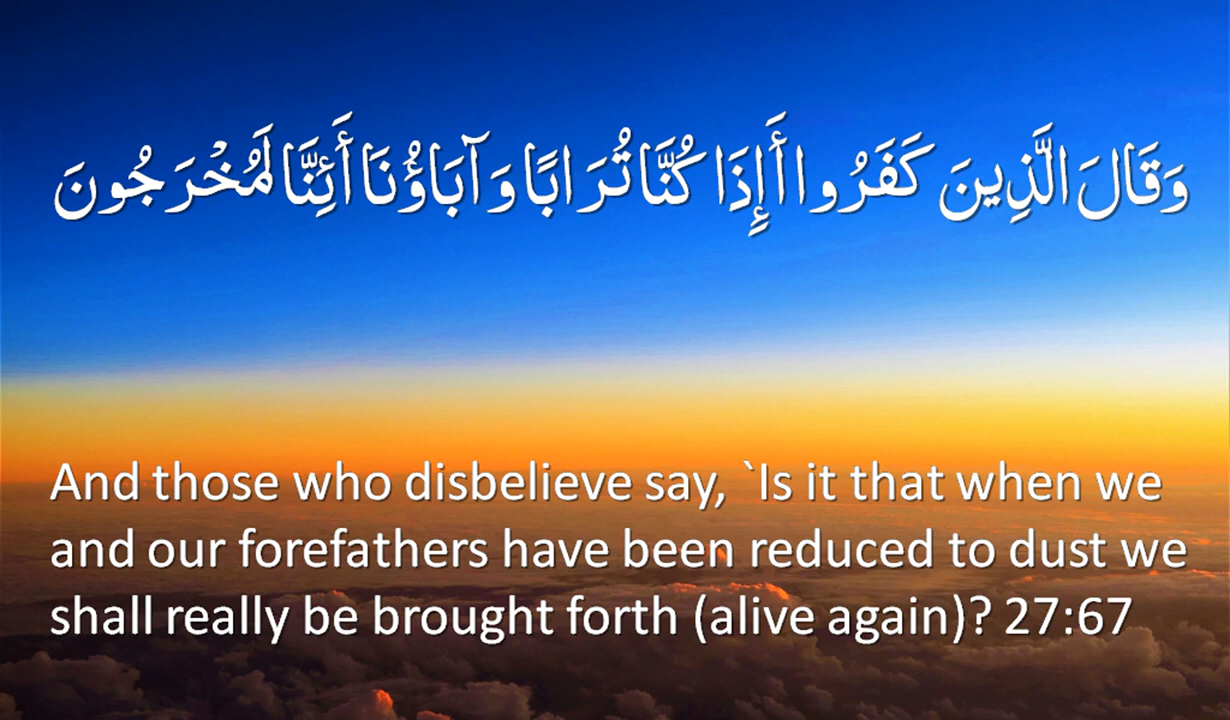 وَقَالَ الَّذِينَ كَفَرُوا أَإِذَا كُنَّا تُرَابًا وَآبَاؤُنَا أَئِنَّا لَمُخْرَجُونَ
And those who disbelieve say, `Is it that when we
and our forefathers have been reduced to dust we
shall really be brought forth (alive again)? 27:67